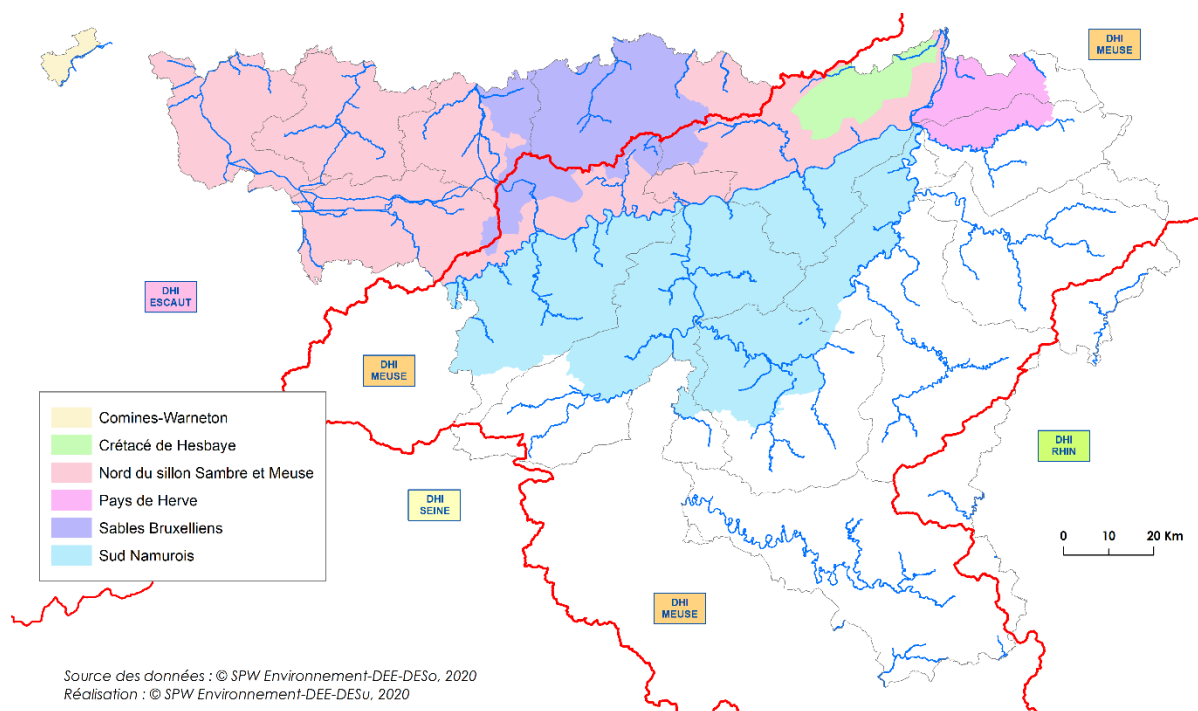 DHI
MEUSE
DHI
ESCAUT
DHI
MEUSE
Comines-Warneton
Crétacé de Hesbaye
Nord du sillon Sambre et Meuse
Pays de Herve
Sables Bruxelliens
Sud Namurois
DHI
SEINE
DHI
RHIN
0 10 20 Km
DHI
MEUSE
Source des données : © SPW Environnement-DEE-DESo, 2020
Réalisation : © SPW Environnement-DEE-DESu, 2020